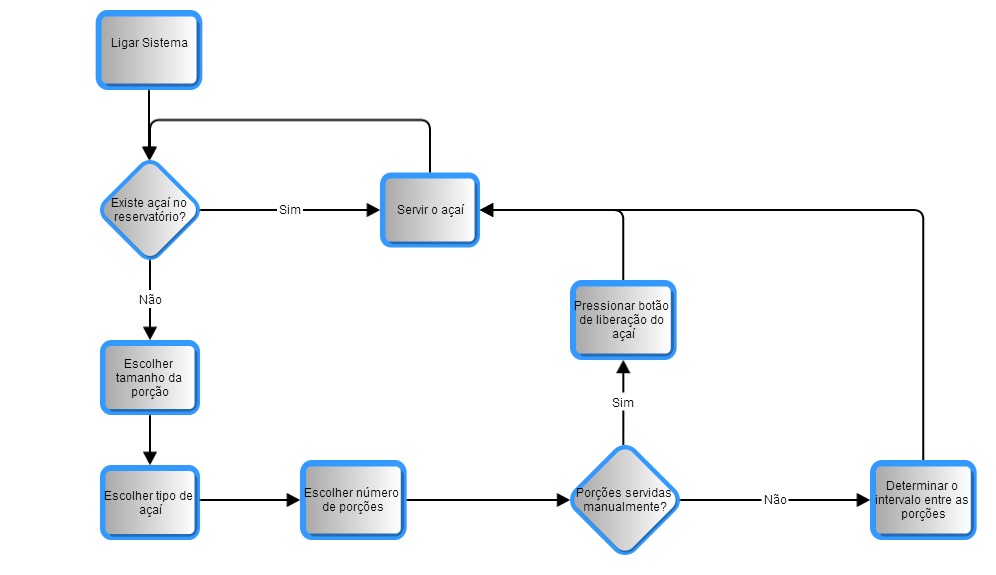 Ligar Sistema
Existe açaí no
reservatório?
Sim
Servir o açaí
Não
Pressionar botão
de liberação do
açaí
Escolher
tamanho da
porção
Sim
Escolher tipo de
açaí
Escolher número
de porções
Porções servidas
manualmente?
Não
Determinar o
intervalo entre as
porções